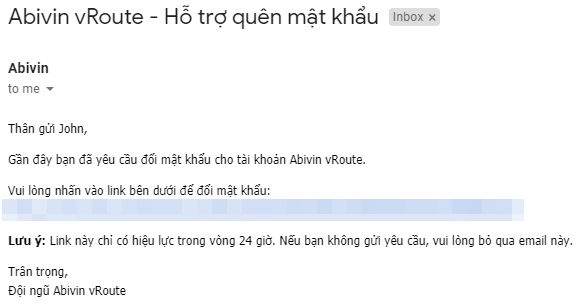 Abivin vRoute - Hỗ trợ quên mật khẩu Inbox ×
Abivin
to me
Thân gửi John,
Gần đây bạn đã yêu cầu đổi mật khẩu cho tài khoản Abivin vRoute.
Vui lòng nhấn vào link bên dưới để đổi mật khẩu:
Lưu ý: Link này chỉ có hiệu lực trong vòng 24 giờ. Nếu bạn không gửi yêu cầu, vui lòng bỏ qua email này.
Trân trọng,
Đội ngũ Abivin vRoute